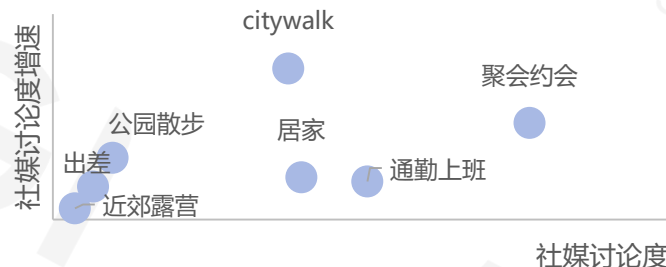 citywalk
社媒讨论度增速
聚会约会
公园散步
居家
出差
通勤上班
近郊露营
社媒讨论度